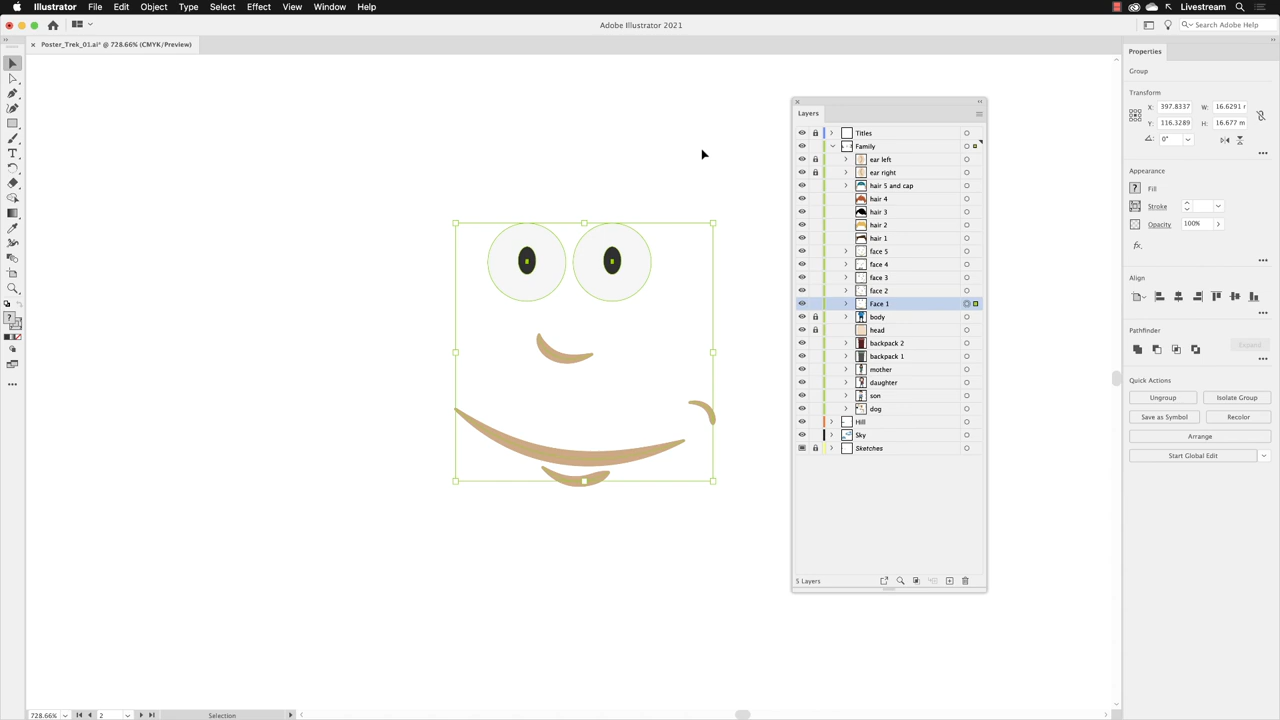 Illustrator File Edit Object Type Select Effect View Window Help Livestream
Adobe Illustrator 2021
Search Adobe Help
Poster_Trek_01.ai* @ 728.66% (CMYK/Preview)
Properties
Group
Transform
X: 397.8337 W: 16.6291 r
Y: 116.3289 H: 16.677 m
0°
Appearance
? Fill
Stroke
Opacity 100%
fx
Align
Pathfinder
Expand
Quick Actions
Ungroup Isolate Group
Save as Symbol Recolor
Arrange
Start Global Edit
Layers
Titles
Family
ear left
ear right
hair 5 and cap
hair 4
hair 3
hair 2
hair 1
face 5
face 4
face 3
face 2
Face 1
body
head
backpack 2
backpack 1
mother
daughter
son
dog
Hill
Sky
Sketches
5 Layers
728.66% 2 Selection